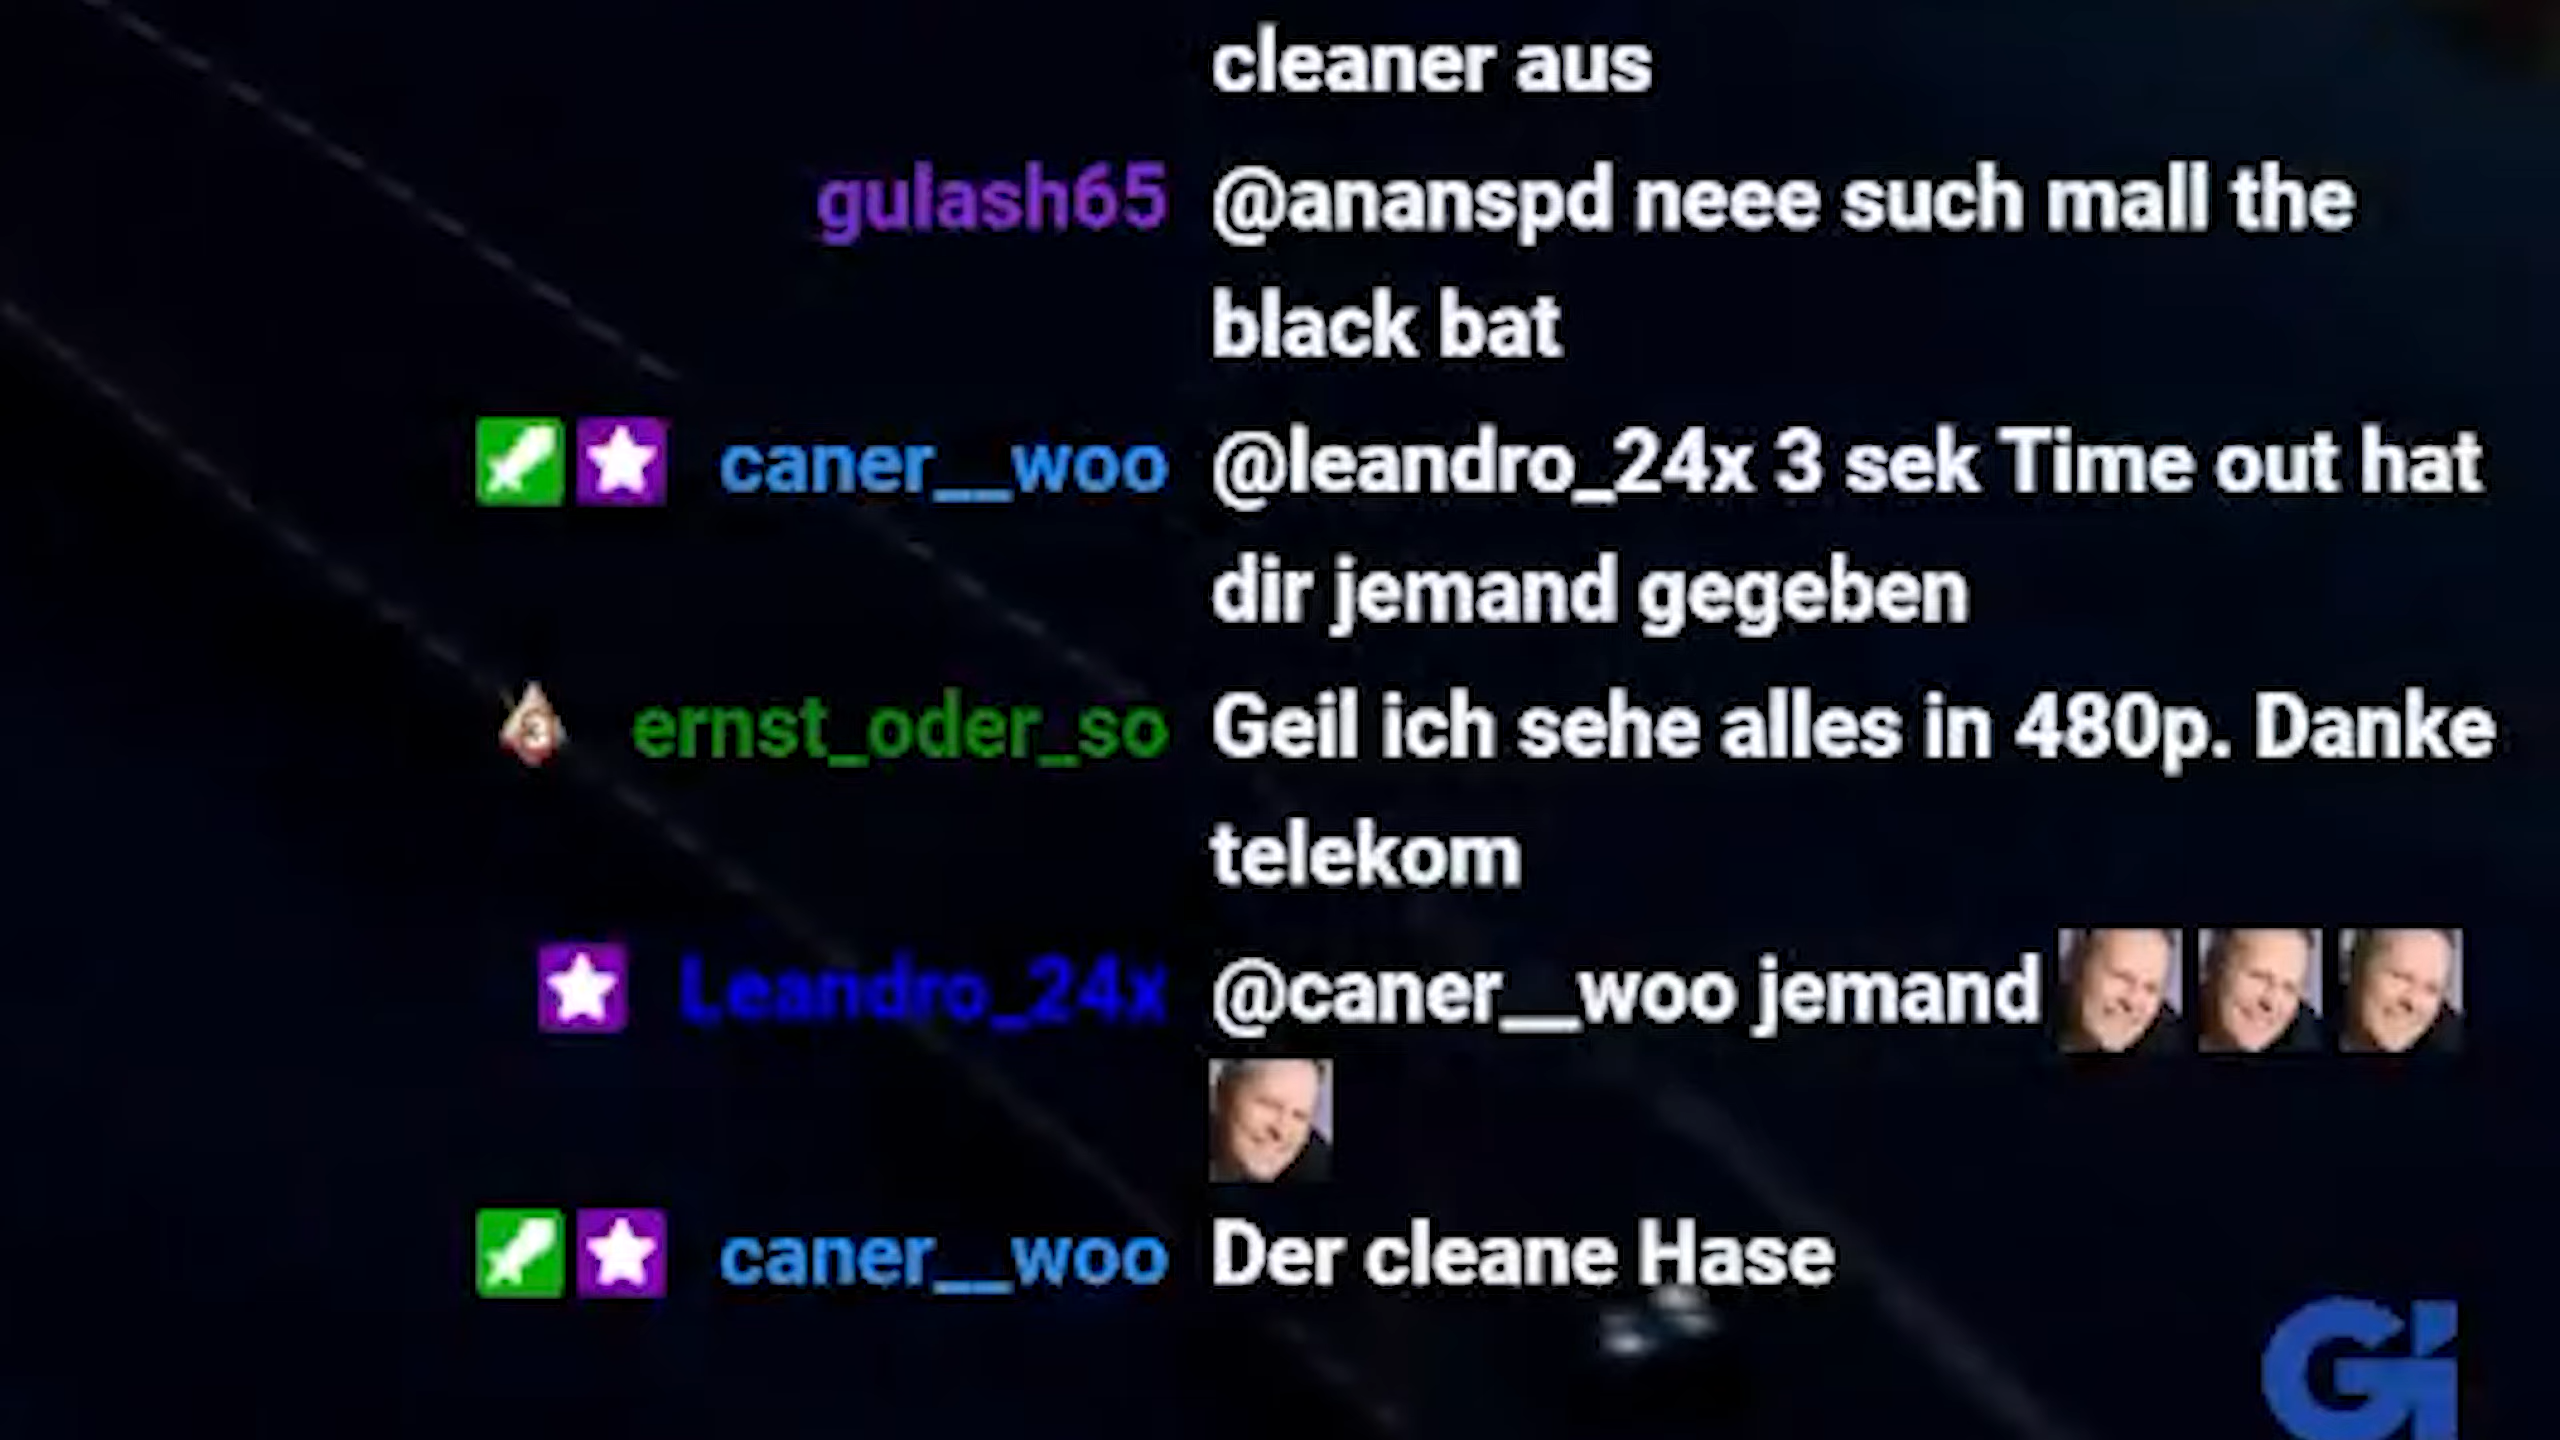 cleaner aus
gulash65 @ananspd neee such mall the
black bat
caner__woo @leandro_24x 3 sek Time out hat
dir jemand gegeben
ernst_oder_so Geil ich sehe alles in 480p. Danke
telekom
Leandro_24x @caner__woo jemand
caner__woo Der cleane Hase